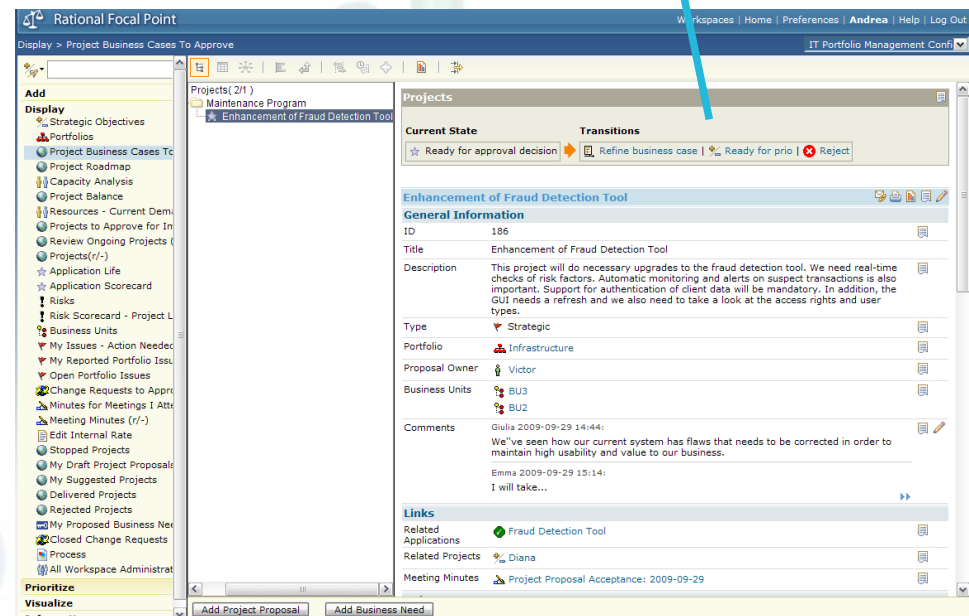 Rational Focal Point
Workspaces | Home | Preferences | Andrea | Help | Log Out
Display > Project Business Cases To Approve
IT Portfolio Management Confi
Add
Display
Strategic Objectives
Portfolios
Project Business Cases To
Project Roadmap
Capacity Analysis
Project Balance
Resources - Current Dema
Projects to Approve for Im
Review Ongoing Projects (
Projects(r/-)
Application Life
Application Scorecard
Risks
Risk Scorecard - Project L
Business Units
My Issues - Action Needed
My Reported Portfolio Issu
Open Portfolio Issues
Change Requests to Appro
Minutes for Meetings I Atte
Meeting Minutes (r/-)
Edit Internal Rate
Stopped Projects
My Draft Project Proposals
My Suggested Projects
Delivered Projects
Rejected Projects
My Proposed Business Nee
Closed Change Requests
Process
All Workspace Administrat
Prioritize
Visualize
Projects( 2/1 )
Maintenance Program
Enhancement of Fraud Detection Tool
Projects
Current State Transitions
Ready for approval decision Refine business case | Ready for prio | Reject
Enhancement of Fraud Detection Tool
General Information
ID 186
Title Enhancement of Fraud Detection Tool
Description This project will do necessary upgrades to the fraud detection tool. We need real-time
checks of risk factors. Automatic monitoring and alerts on suspect transactions is also
important. Support for authentication of client data will be mandatory. In addition, the
GUI needs a refresh and we also need to take a look at the access rights and user
types.
Type Strategic
Portfolio Infrastructure
Proposal Owner Victor
Business Units BU3
BU2
Comments Giulia 2009-09-29 14:44:
We"ve seen how our current system has flaws that needs to be corrected in order to
maintain high usability and value to our business.
Emma 2009-09-29 15:14:
I will take...
Links
Related
Applications Fraud Detection Tool
Related Projects Diana
Meeting Minutes Project Proposal Acceptance: 2009-09-29
Add Project Proposal Add Business Need